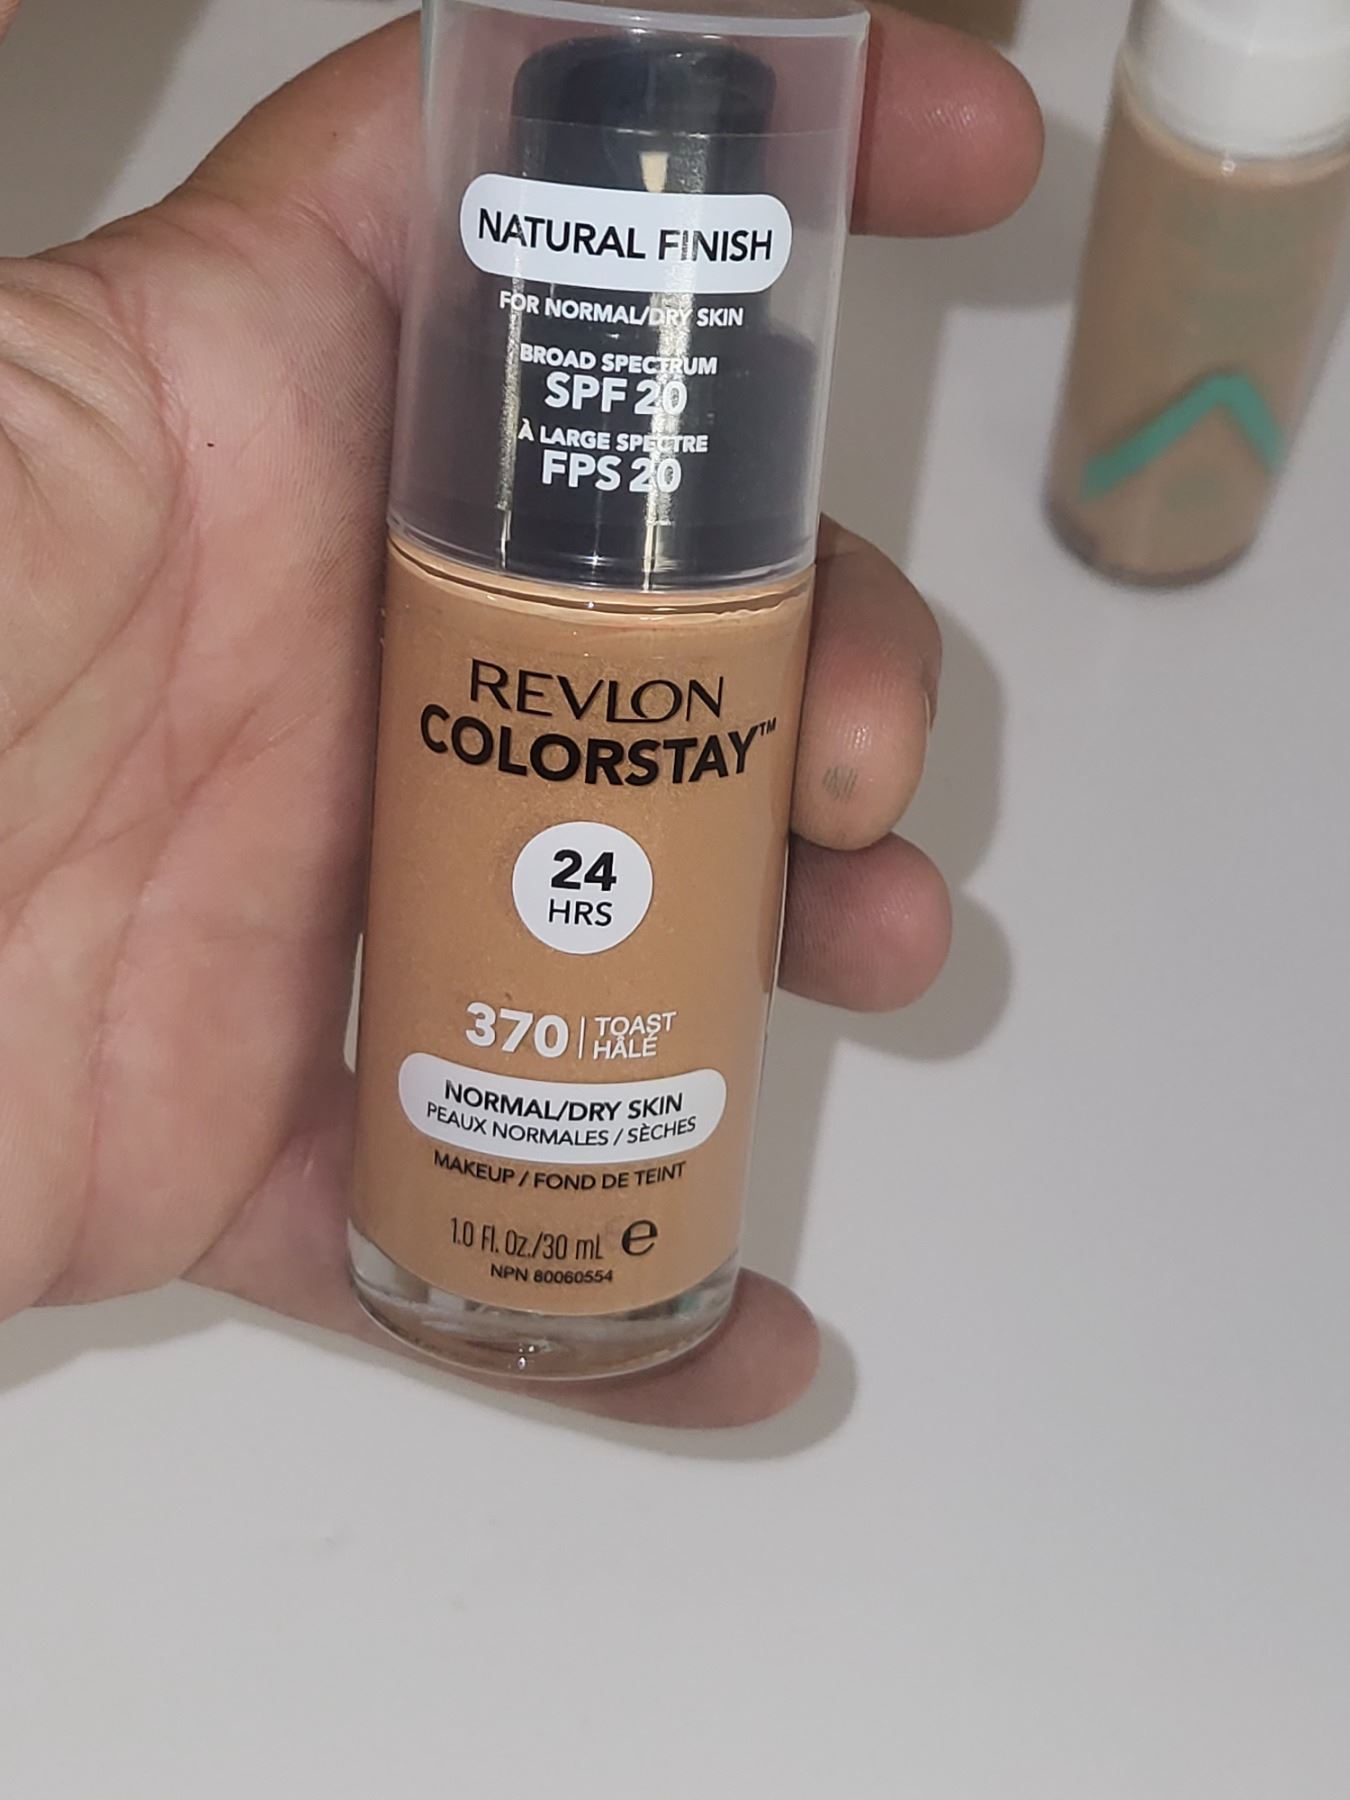 NATURAL FINISH
FOR NORMAL/DRY SKIN
BROAD SPECTRUM
SPF 20
À LARGE SPECTRE
FPS 20
REVLON
COLORSTAY™
24
HRS
370 | TOAST
HÂLÉ
NORMAL/DRY SKIN
PEAUX NORMALES / SÈCHES
MAKEUP / FOND DE TEINT
1.0 Fl. Oz./30 mL ℮
NPN 80060554